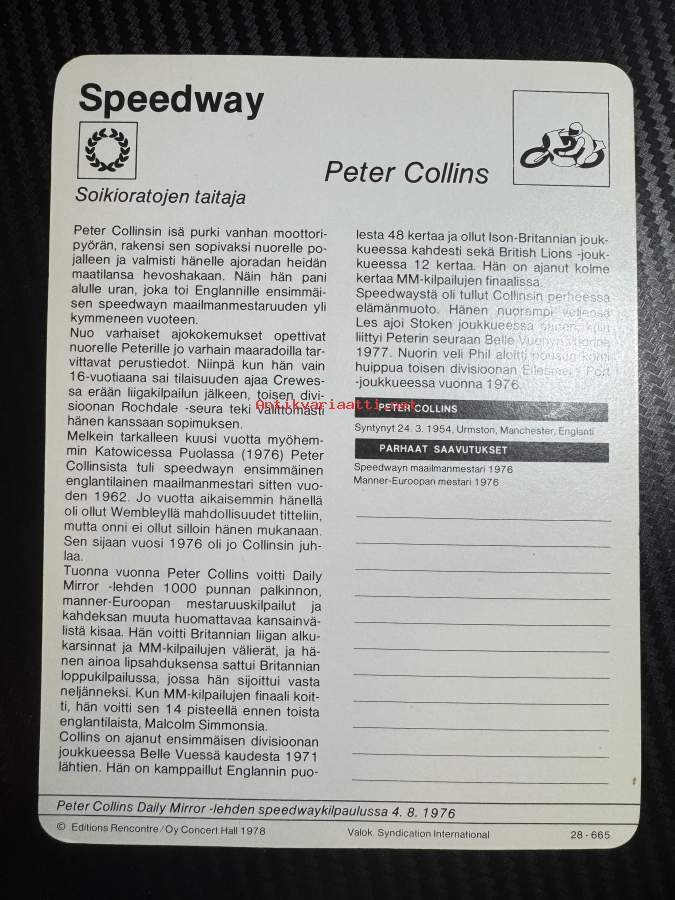 Speedway
Peter Collins
Soikioratojen taitaja
Peter Collinsin isä purki vanhan moottori-
pyörän, rakensi sen sopivaksi nuorelle po-
jalleen ja valmisti hänelle ajoradan heidän
maatilansa hevoshakaan. Näin hän pani
alulle uran, joka toi Englannille ensimmäi-
sen speedwayn maailmanmestaruuden yli
kymmeneen vuoteen.
Nuo varhaiset ajokokemukset opettivat
nuorelle Peterille jo varhain maaradoilla tar-
vittavat perustiedot. Niinpä kun hän vain
16-vuotiaana sai tilaisuuden ajaa Crewes-
sa erään liigakilpailun jälkeen, toisen divi-
sioonan Rochdale -seura teki välittömästi
hänen kanssaan sopimuksen.
Melkein tarkalleen kuusi vuotta myöhem-
min Katowicessa Puolassa (1976) Peter
Collinsista tuli speedwayn ensimmäinen
englantilainen maailmanmestari sitten vuo-
den 1962. Jo vuotta aikaisemmin hänellä
oli ollut Wembleyllä mahdollisuudet titteliin,
mutta onni ei ollut silloin hänen mukanaan.
Sen sijaan vuosi 1976 oli jo Collinsin juh-
laa.
Tuonna vuonna Peter Collins voitti Daily
Mirror -lehden 1000 punnan palkinnon,
manner-Euroopan mestaruuskilpailut ja
kahdeksan muuta huomattavaa kansainvä-
listä kisaa. Hän voitti Britannian liigan alku-
karsinnat ja MM-kilpailujen välierät, ja hä-
nen ainoa lipsahduksensa sattui Britannian
loppukilpailussa, jossa hän sijoittui vasta
neljänneksi. Kun MM-kilpailujen finaali koit-
ti, hän voitti sen 14 pisteellä ennen toista
englantilaista, Malcolm Simmonsia.
Collins on ajanut ensimmäisen divisioonan
joukkueessa Belle Vuessä kaudesta 1971
lähtien. Hän on kamppaillut Englannin puo-
lesta 48 kertaa ja ollut Ison-Britannian jouk-
kueessa kahdesti sekä British Lions -jouk-
kueessa 12 kertaa. Hän on ajanut kolme
kertaa MM-kilpailujen finaalissa.
Speedwaystä oli tullut Collinsin perheessä
elämänmuoto. Hänen nuorempi veljensä
Les ajoi Stoken joukkueessa kun
liittyi Peterin seuraan Belle
1977. Nuorin veli Phil aloitti kohti
huippua toisen divisioonan Ellesmere Port
-joukkueessa vuonna 1976.
PETER COLLINS
Syntynyt 24. 3. 1954, Urmston, Manchester, Englanti
PARHAAT SAAVUTUKSET
Speedwayn maailmanmestari 1976
Manner-Euroopan mestari 1976
Antikvariaatti.net
Peter Collins Daily Mirror -lehden speedwaykilpaulussa 4. 8. 1976
© Editions Rencontre/Oy Concert Hall 1978
Valok. Syndication International
28-665